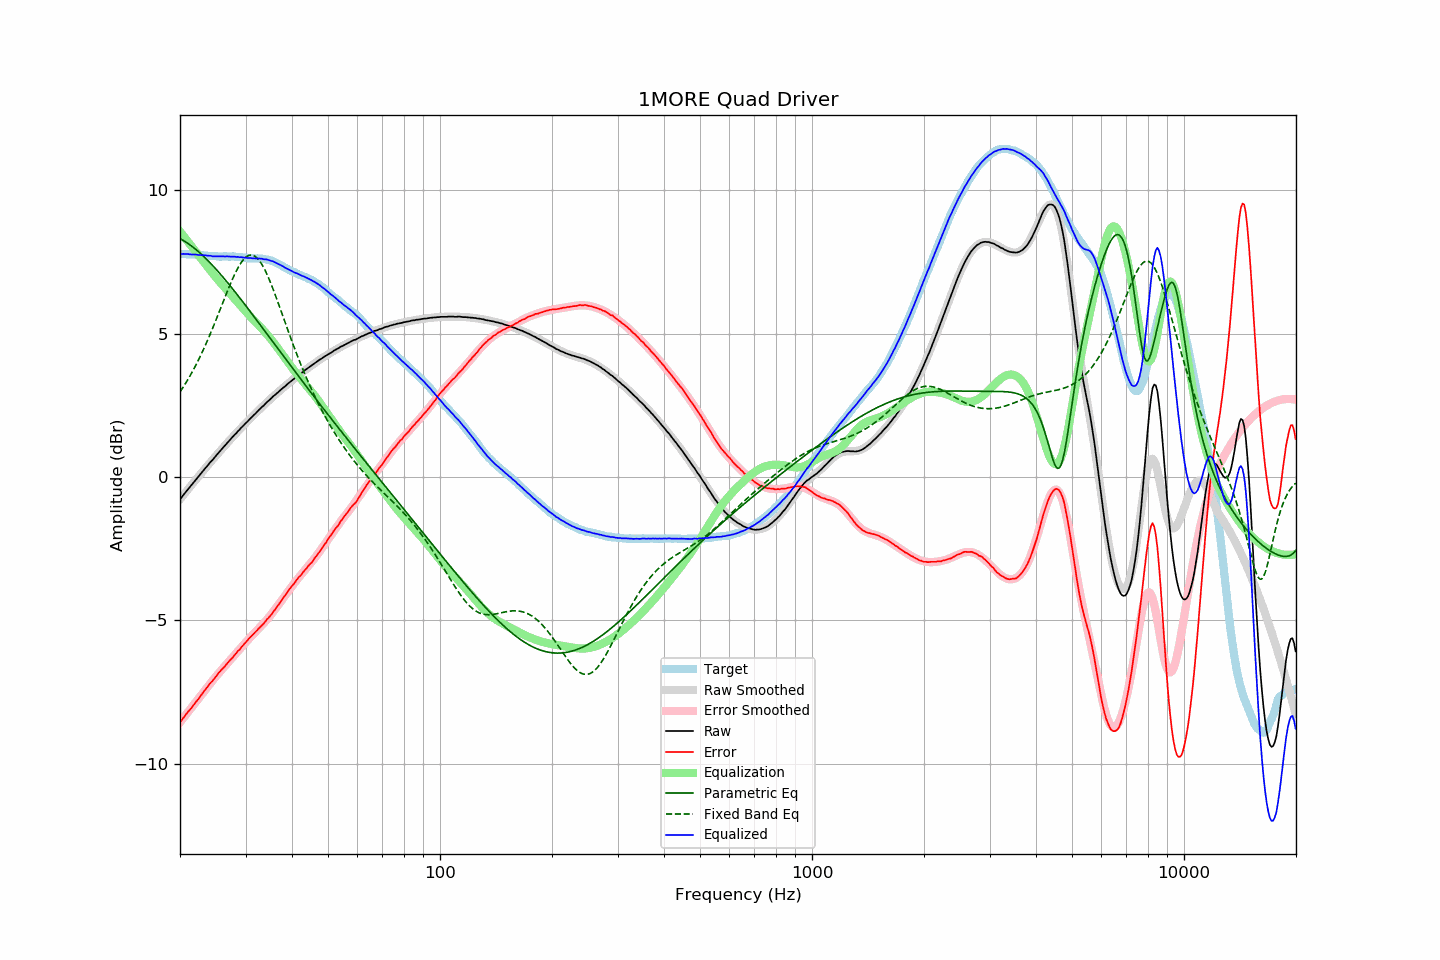 1MORE Quad Driver
Amplitude (dBr)
10
5
0
−5
−10
Target
Raw Smoothed
Error Smoothed
Raw
Error
Equalization
Parametric Eq
Fixed Band Eq
Equalized
100
1000
10000
Frequency (Hz)